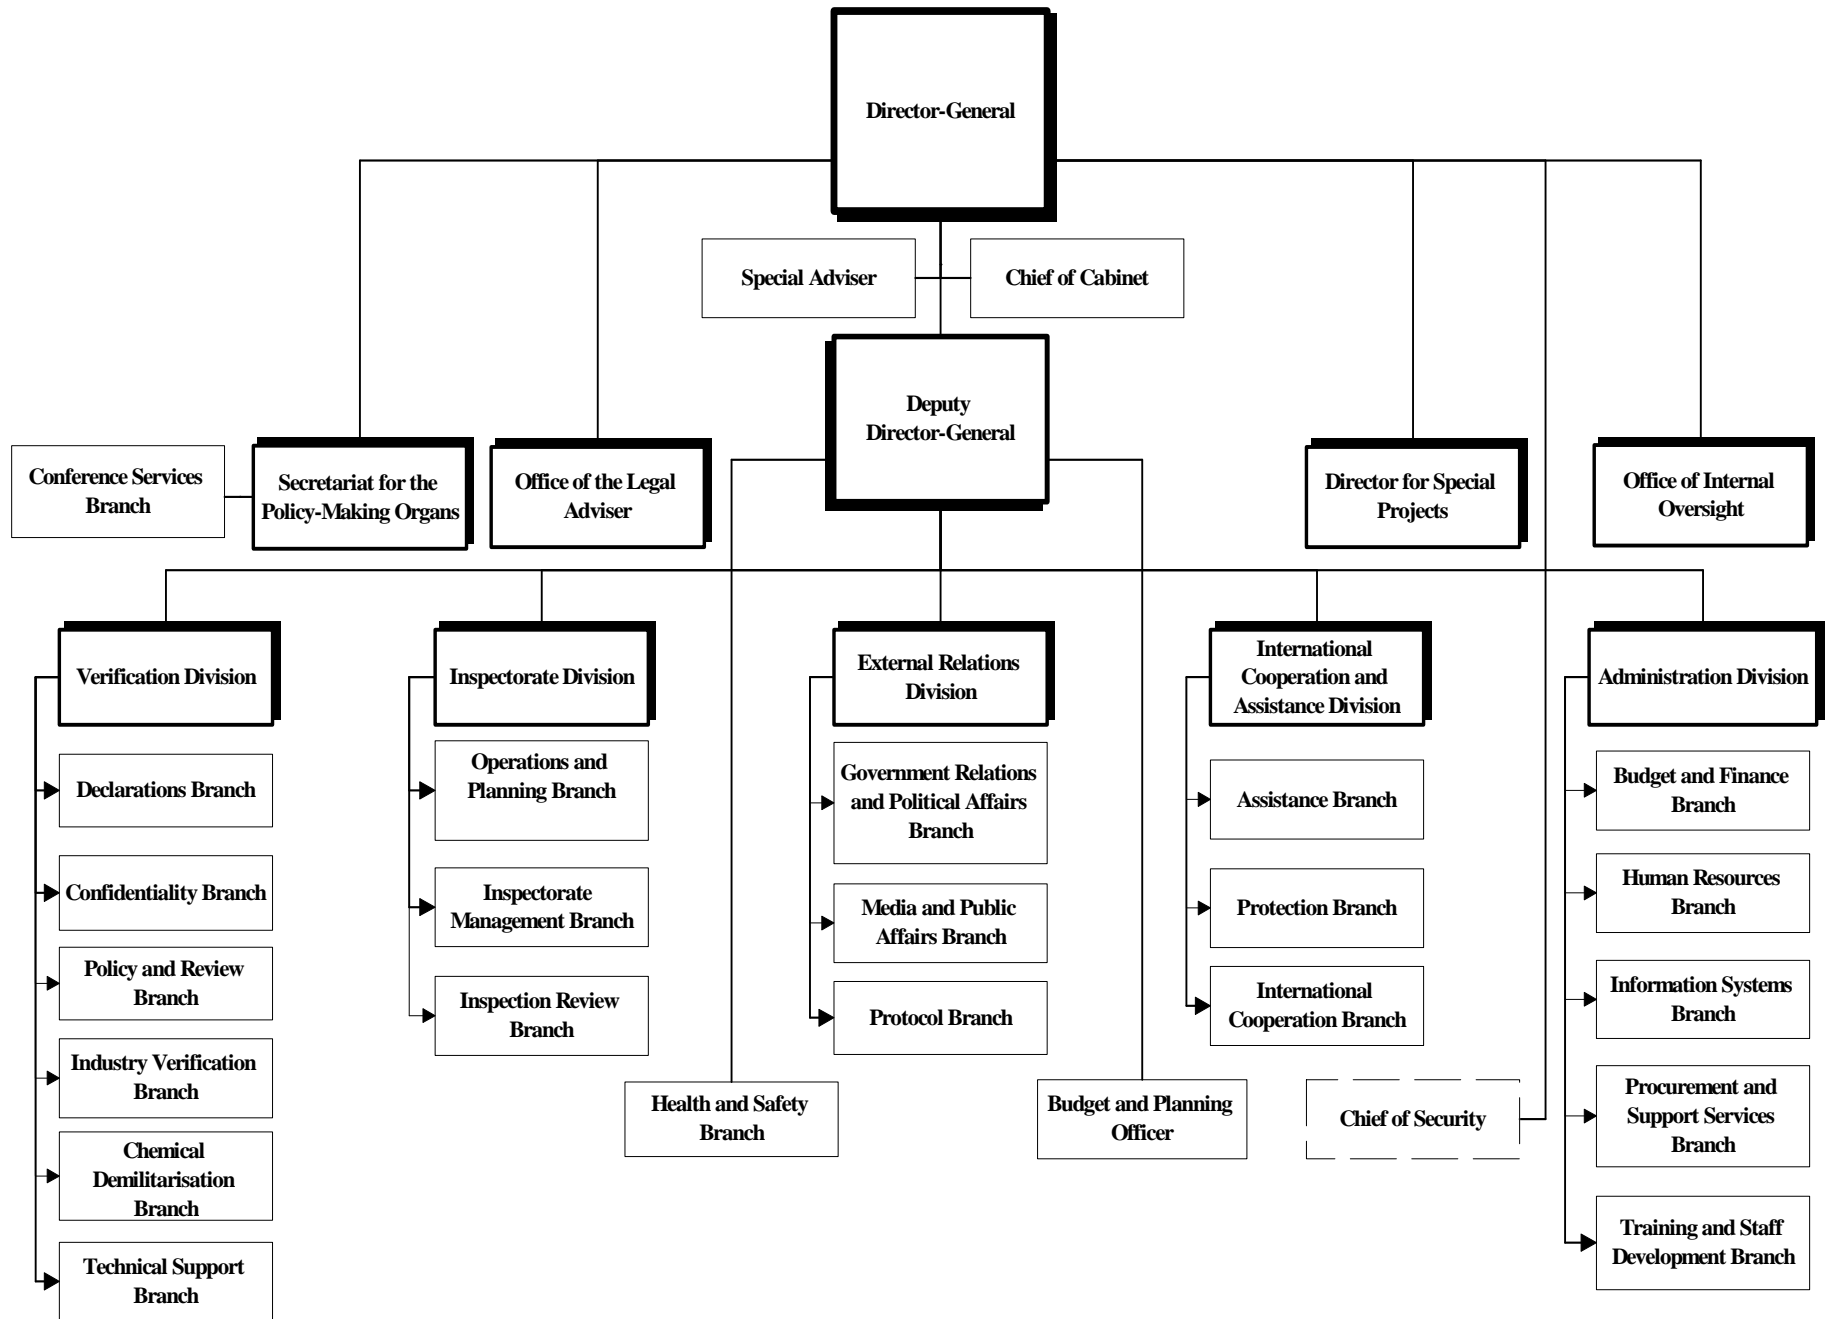 Director-General
Special Adviser
Chief of Cabinet
Deputy
Director-General
Conference Services
Branch
Secretariat for the
Policy-Making Organs
Office of the Legal
Adviser
Director for Special
Projects
Office of Internal
Oversight
Verification Division
Declarations Branch
Confidentiality Branch
Policy and Review
Branch
Industry Verification
Branch
Chemical
Demilitarisation
Branch
Technical Support
Branch
Inspectorate Division
Operations and
Planning Branch
Inspectorate
Management Branch
Inspection Review
Branch
External Relations
Division
Government Relations
and Political Affairs
Branch
Media and Public
Affairs Branch
Protocol Branch
International
Cooperation and
Assistance Division
Assistance Branch
Protection Branch
International
Cooperation Branch
Administration Division
Budget and Finance
Branch
Human Resources
Branch
Information Systems
Branch
Procurement and
Support Services
Branch
Training and Staff
Development Branch
Health and Safety
Branch
Budget and Planning
Officer
Chief of Security